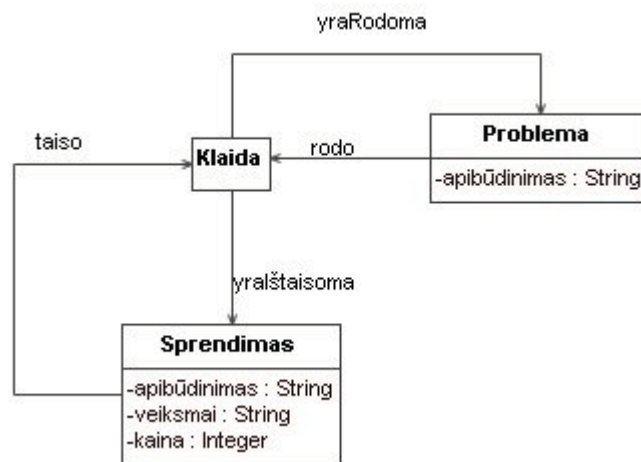 yraRodoma
taiso
Klaida
rodo
Problema
-apibūdinimas : String
yraIštaisoma
Sprendimas
-apibūdinimas : String
-veiksmai : String
-kaina : Integer